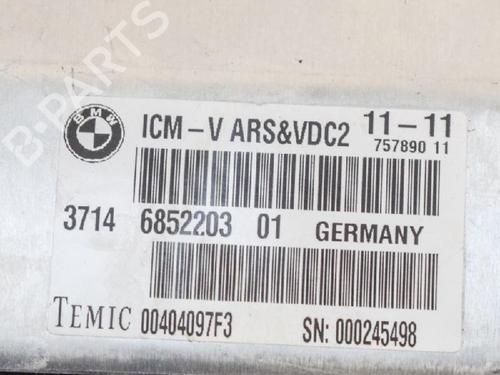 B-PARTS
BMW
ICM-V ARS&VDC2 11-11
757890 11
3714 6852203 01 GERMANY
TEMIC 00404097F3 SN: 000245498